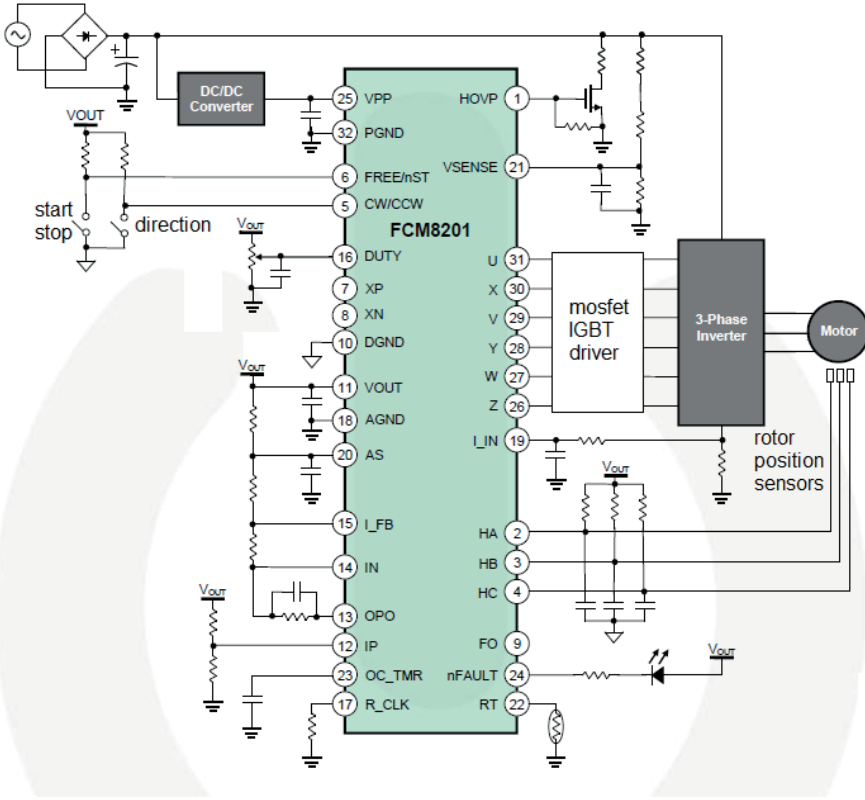 DC/DC
Converter
VOUT
start
stop
direction
VOUT
VOUT
VOUT
FCM8201
25 VPP
32 PGND
6 FREE/nST
5 CW/CCW
16 DUTY
7 XP
8 XN
10 DGND
11 VOUT
18 AGND
20 AS
15 I_FB
14 IN
13 OPO
12 IP
23 OC_TMR
17 R_CLK
HOVP 1
VSENSE 21
U 31
X 30
V 29
Y 28
W 27
Z 26
I_IN 19
HA 2
HB 3
HC 4
FO 9
nFAULT 24
RT 22
mosfet
IGBT
driver
3-Phase
Inverter
Motor
rotor
position
sensors
VOUT
VOUT
+